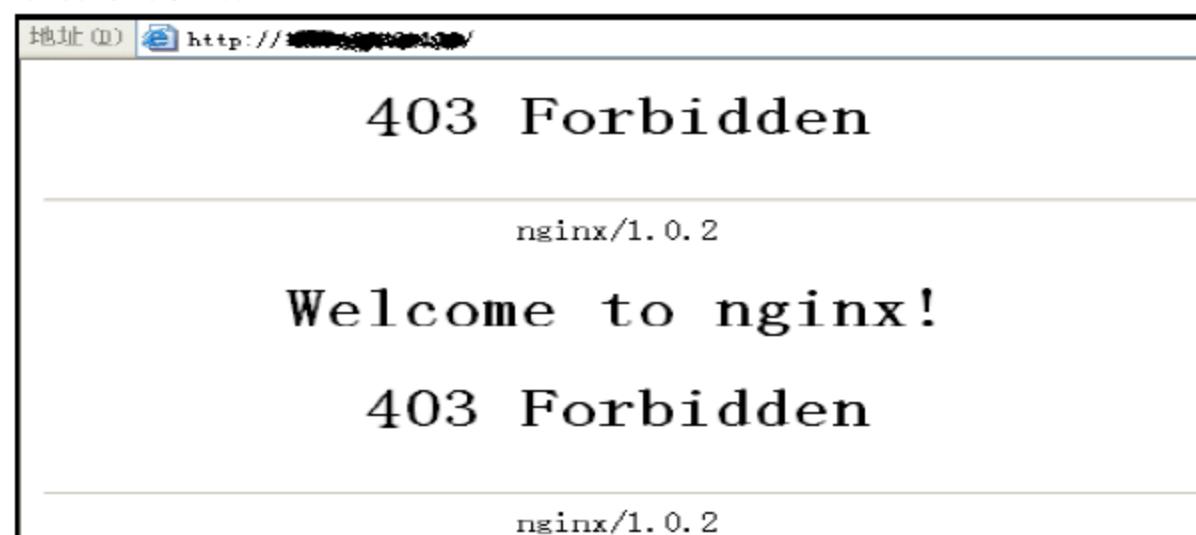 地址(D) http://
403 Forbidden
nginx/1.0.2
Welcome to nginx!
403 Forbidden
nginx/1.0.2